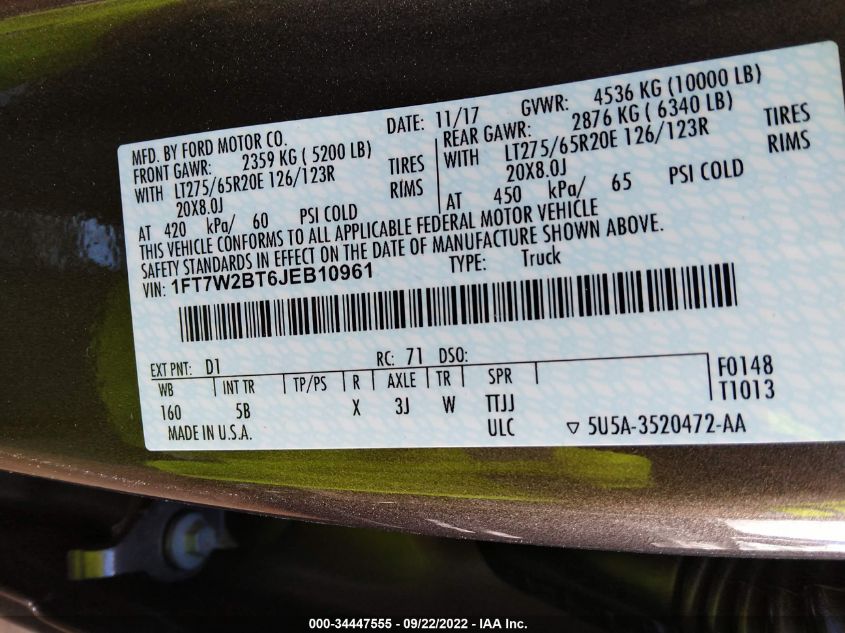 MFD. BY FORD MOTOR CO.
DATE: 11/17
GVWR: 4536 KG (10000 LB)
FRONT GAWR: 2359 KG ( 5200 LB)
REAR GAWR: 2876 KG ( 6340 LB)
WITH LT275/65R20E 126/123R TIRES
WITH LT275/65R20E 126/123R TIRES
20X8.0J RIMS
20X8.0J RIMS
AT 420 kPa/ 60 PSI COLD
AT 450 kPa/ 65 PSI COLD
THIS VEHICLE CONFORMS TO ALL APPLICABLE FEDERAL MOTOR VEHICLE
SAFETY STANDARDS IN EFFECT ON THE DATE OF MANUFACTURE SHOWN ABOVE.
VIN: 1FT7W2BT6JEB10961 TYPE: Truck
EXT PNT: D1 RC: 71 DSO:
WB INT TR TP/PS R AXLE TR SPR
160 5B X 3J W TTJJ
ULC
F0148
T1013
MADE IN U.S.A.
▽ 5U5A-3520472-AA
000-34447555 - 09/22/2022 - IAA Inc.